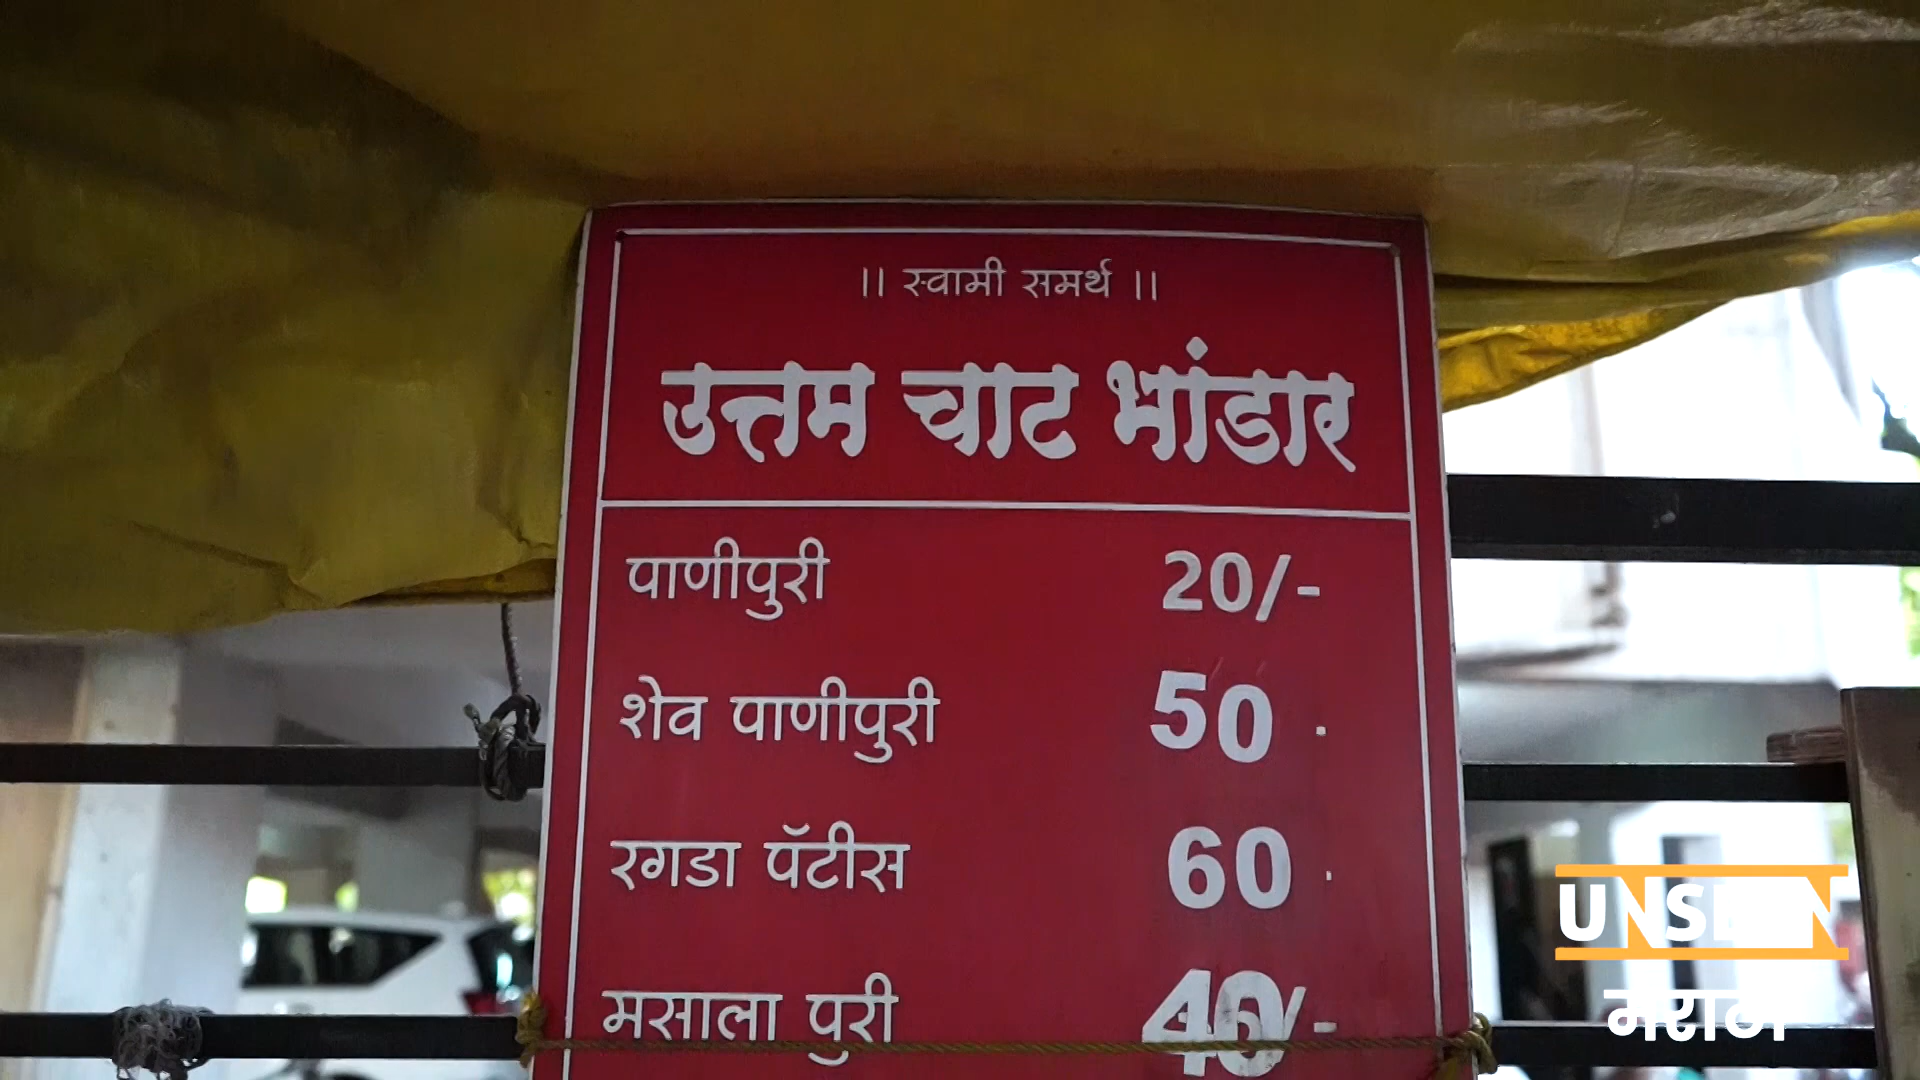 ।। स्वामी समर्थ ।।
उत्तम चाट भांडार
पाणीपुरी 20/-
शेव पाणीपुरी 50
रगडा पॅटीस 60
मसाला पुरी 40/-
UNSEEN
मराठी